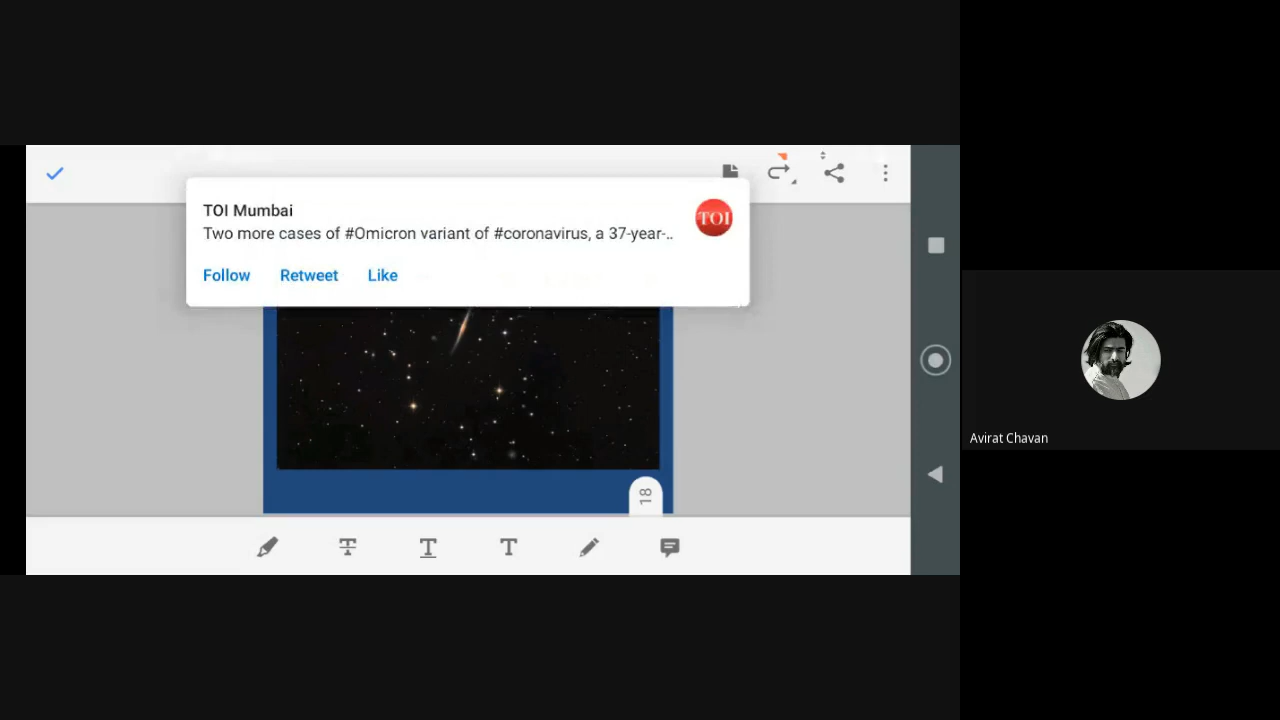 TOI Mumbai
Two more cases of #Omicron variant of #coronavirus, a 37-year-..
TOI
Follow Retweet Like
18
Avirat Chavan